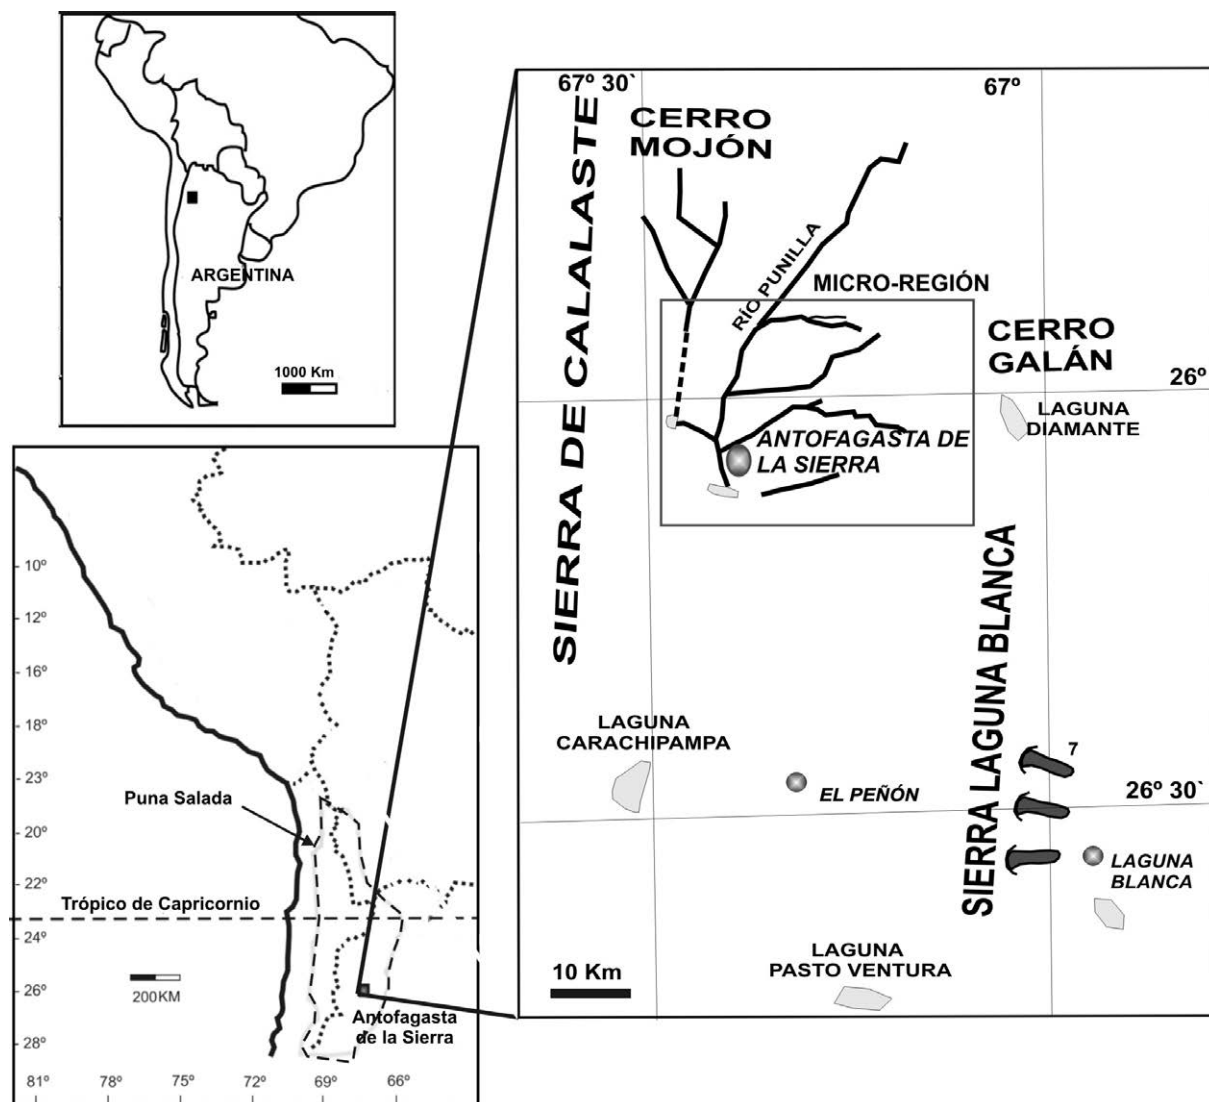 ARGENTINA
1000 Km
10º
12º
16º
18º
23º
20º
22º
24º
26º
28º
Puna Salada
Trópico de Capricornio
200KM
Antofagasta
de la Sierra
81º
78º
75º
72º
69º
66º
67º 30`
67º
SIERRA DE CALALASTE
CERRO
MOJÓN
RÍO PUNILLA
MICRO-REGIÓN
CERRO
GALÁN
26º
LAGUNA
DIAMANTE
ANTOFAGASTA DE
LA SIERRA
SIERRA LAGUNA BLANCA
LAGUNA
CARACHIPAMPA
EL PEÑÓN
7
26º 30`
LAGUNA
BLANCA
LAGUNA
PASTO VENTURA
10 Km